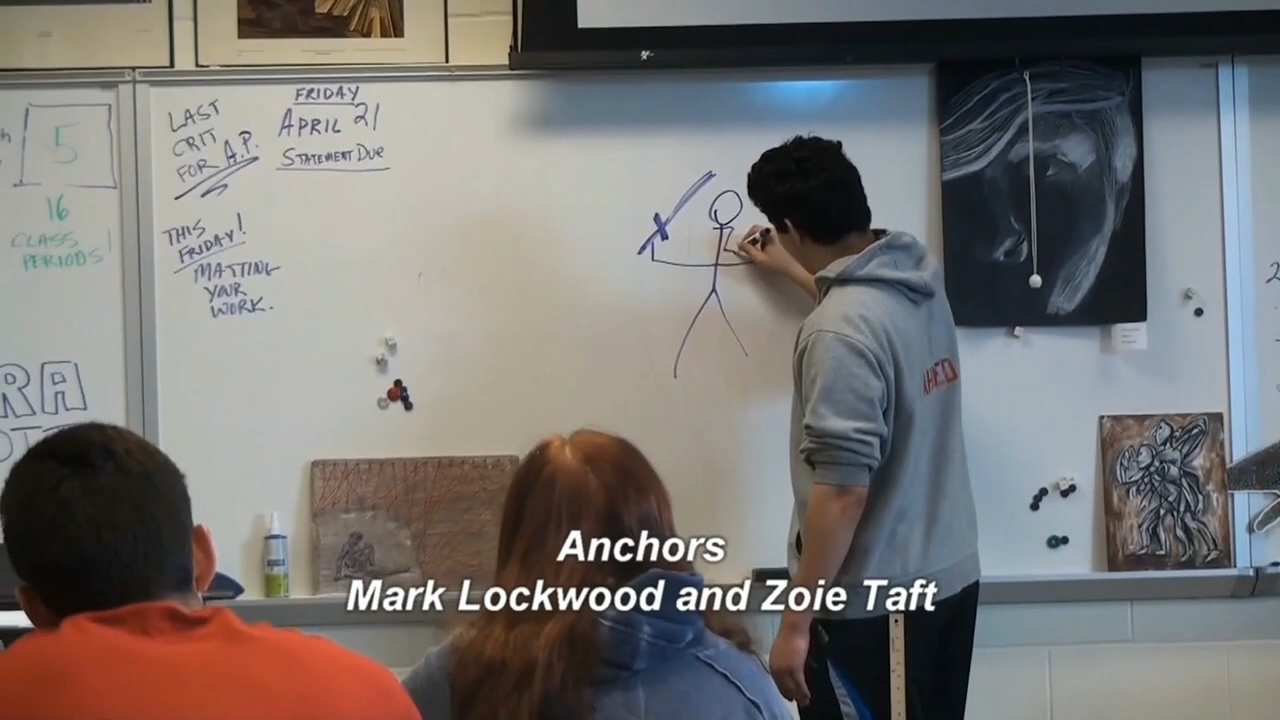 LAST
CRIT
FOR A.P.
FRIDAY
APRIL 21
STATEMENT DUE
5
16
CLASS
PERIODS!
THIS
FRIDAY!
MATTING
YOUR
WORK.
RA
Anchors
Mark Lockwood and Zoie Taft